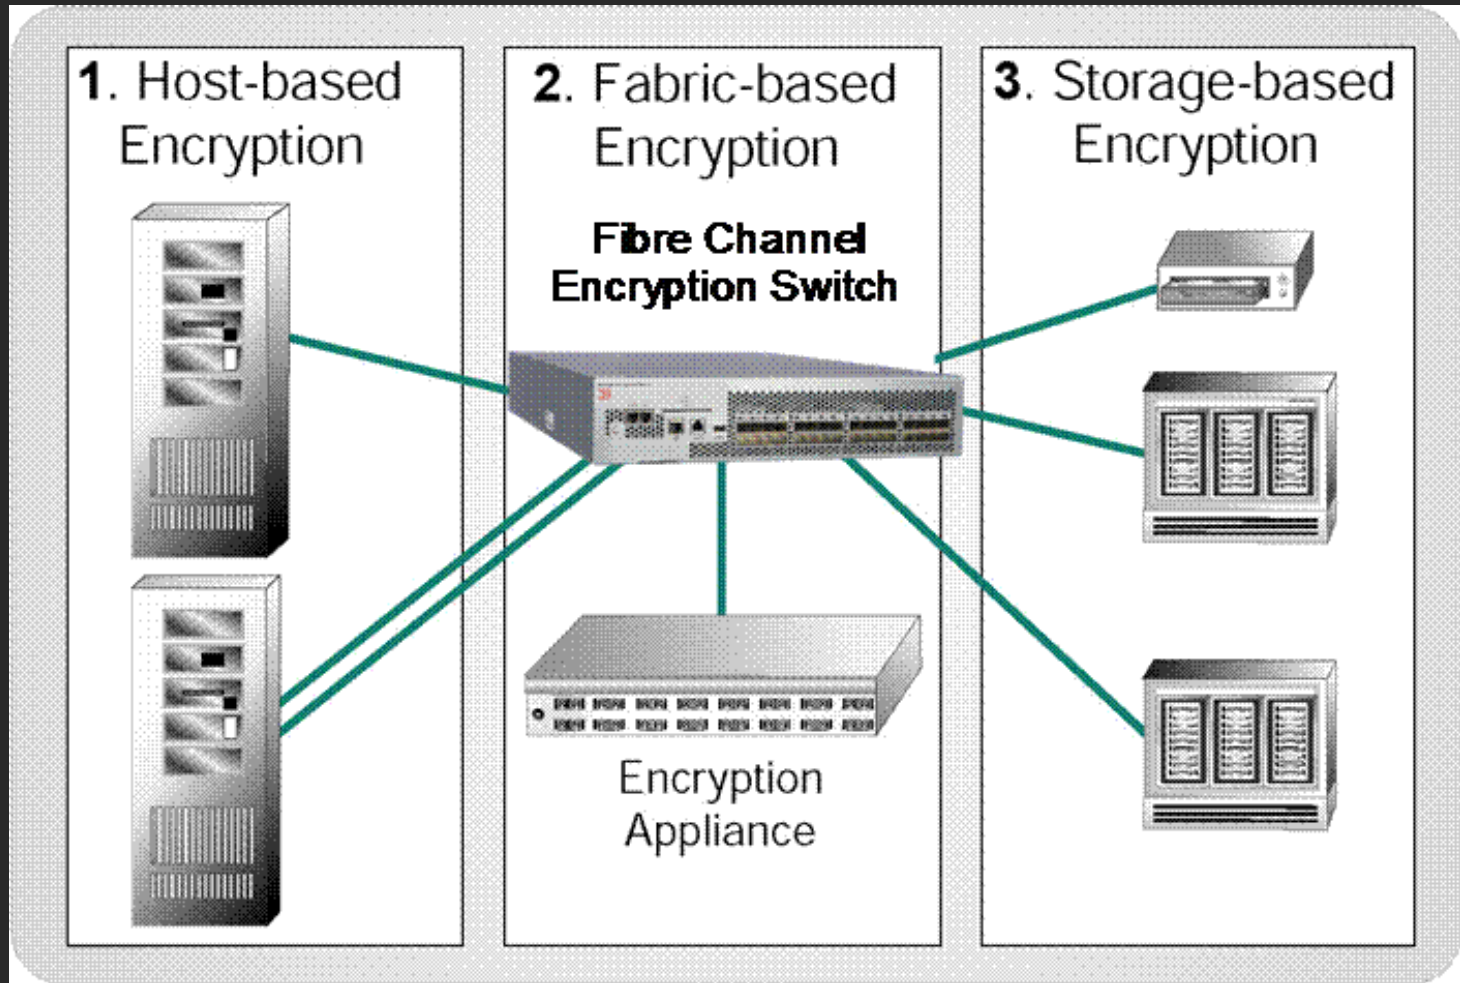 1. Host-based
Encryption
2. Fabric-based
Encryption
Fibre Channel
Encryption Switch
Encryption
Appliance
3. Storage-based
Encryption